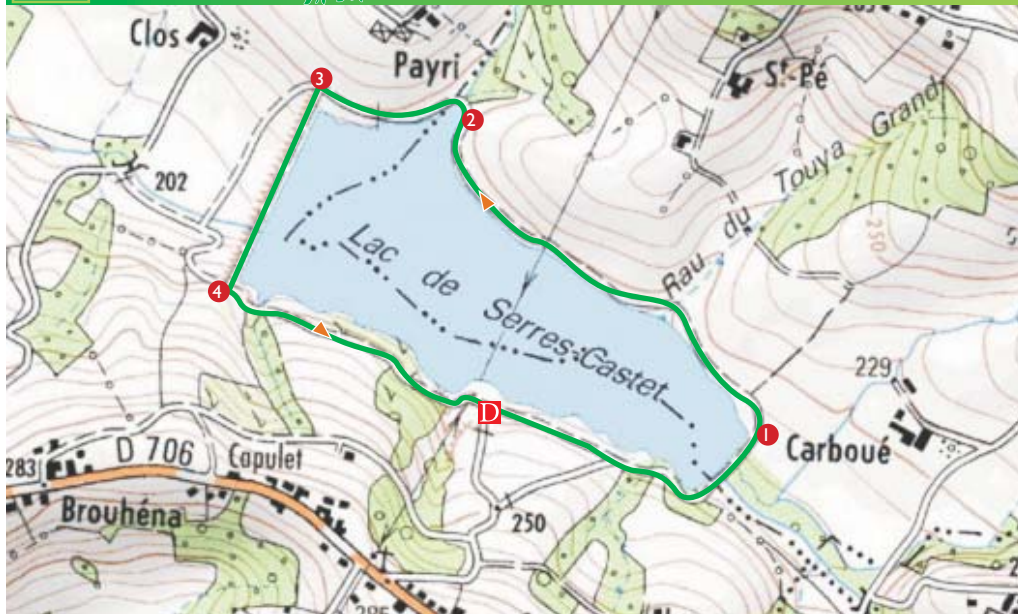 Clos
Payri
St-Pé
3
2
Rau du Touya Grand
202
230
4
Lac de Serres-Castet
229
D
1
Carboué
283
D 706
Capulet
Brouhéna
250